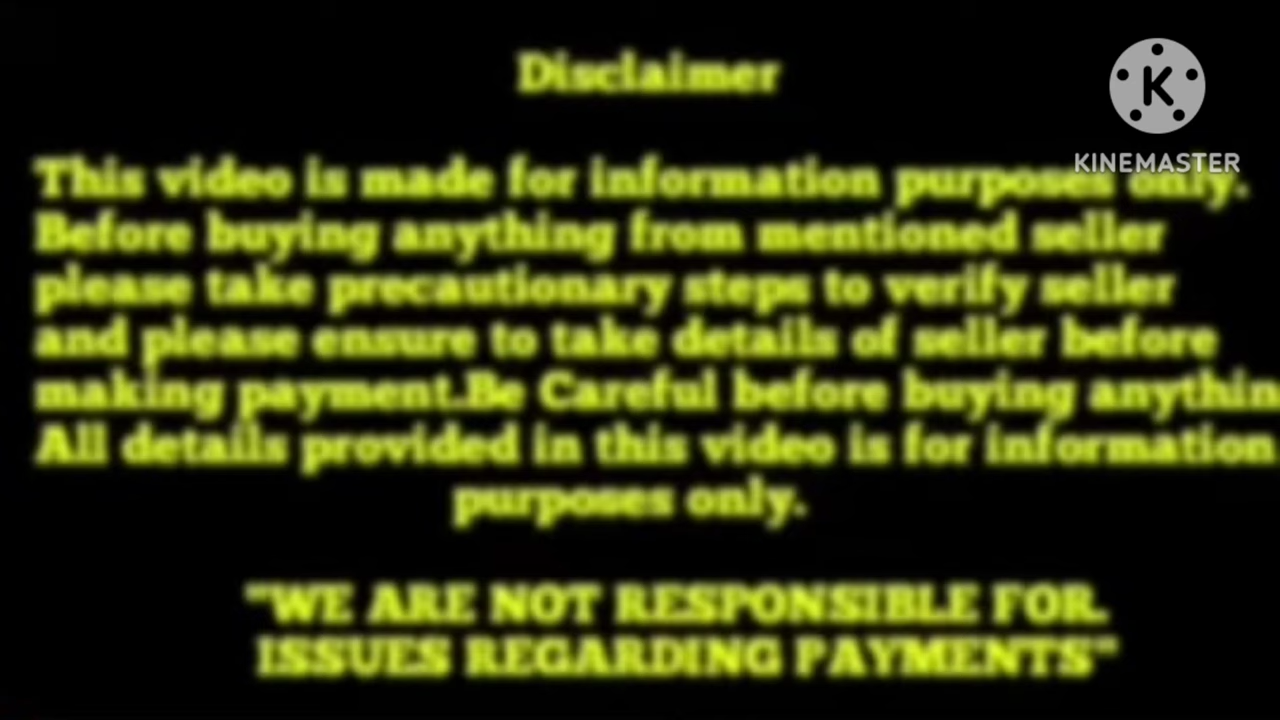 Disclaimer
K
KINEMASTER
This video is made for information purposes only.
Before buying anything from mentioned seller
please take precautionary steps to verify seller
and please ensure to take details of seller before
making payment.Be Careful before buying anythin
All details provided in this video is for information
purposes only.
"WE ARE NOT RESPONSIBLE FOR.
ISSUES REGARDING PAYMENTS"